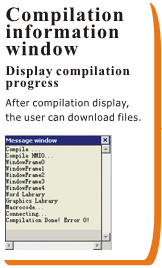 Compilation
information
window
Display compilation
progress
After compilation display,
the user can download files.
Message window
Compile ...
Compile HMIO...
WindowFrame0
WindowFrame1
WindowFrame2
WindowFrame3
WindowFrame4
Word Library
Graphics Library
Macrocode...
Connecting...
Compilation Done! Error 0!